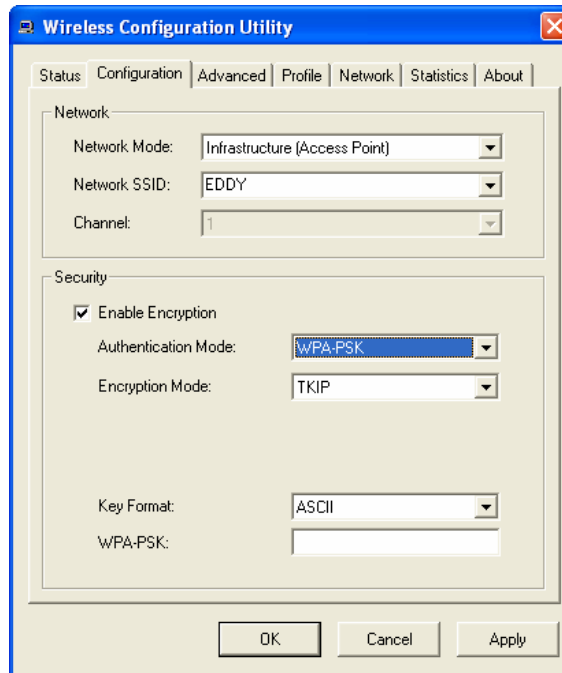 Wireless Configuration Utility
Status Configuration Advanced Profile Network Statistics About
Network
Network Mode: Infrastructure (Access Point)
Network SSID: EDDY
Channel: 1
Security
Enable Encryption
Authentication Mode: WPA-PSK
Encryption Mode: TKIP
Key Format: ASCII
WPA-PSK:
OK Cancel Apply